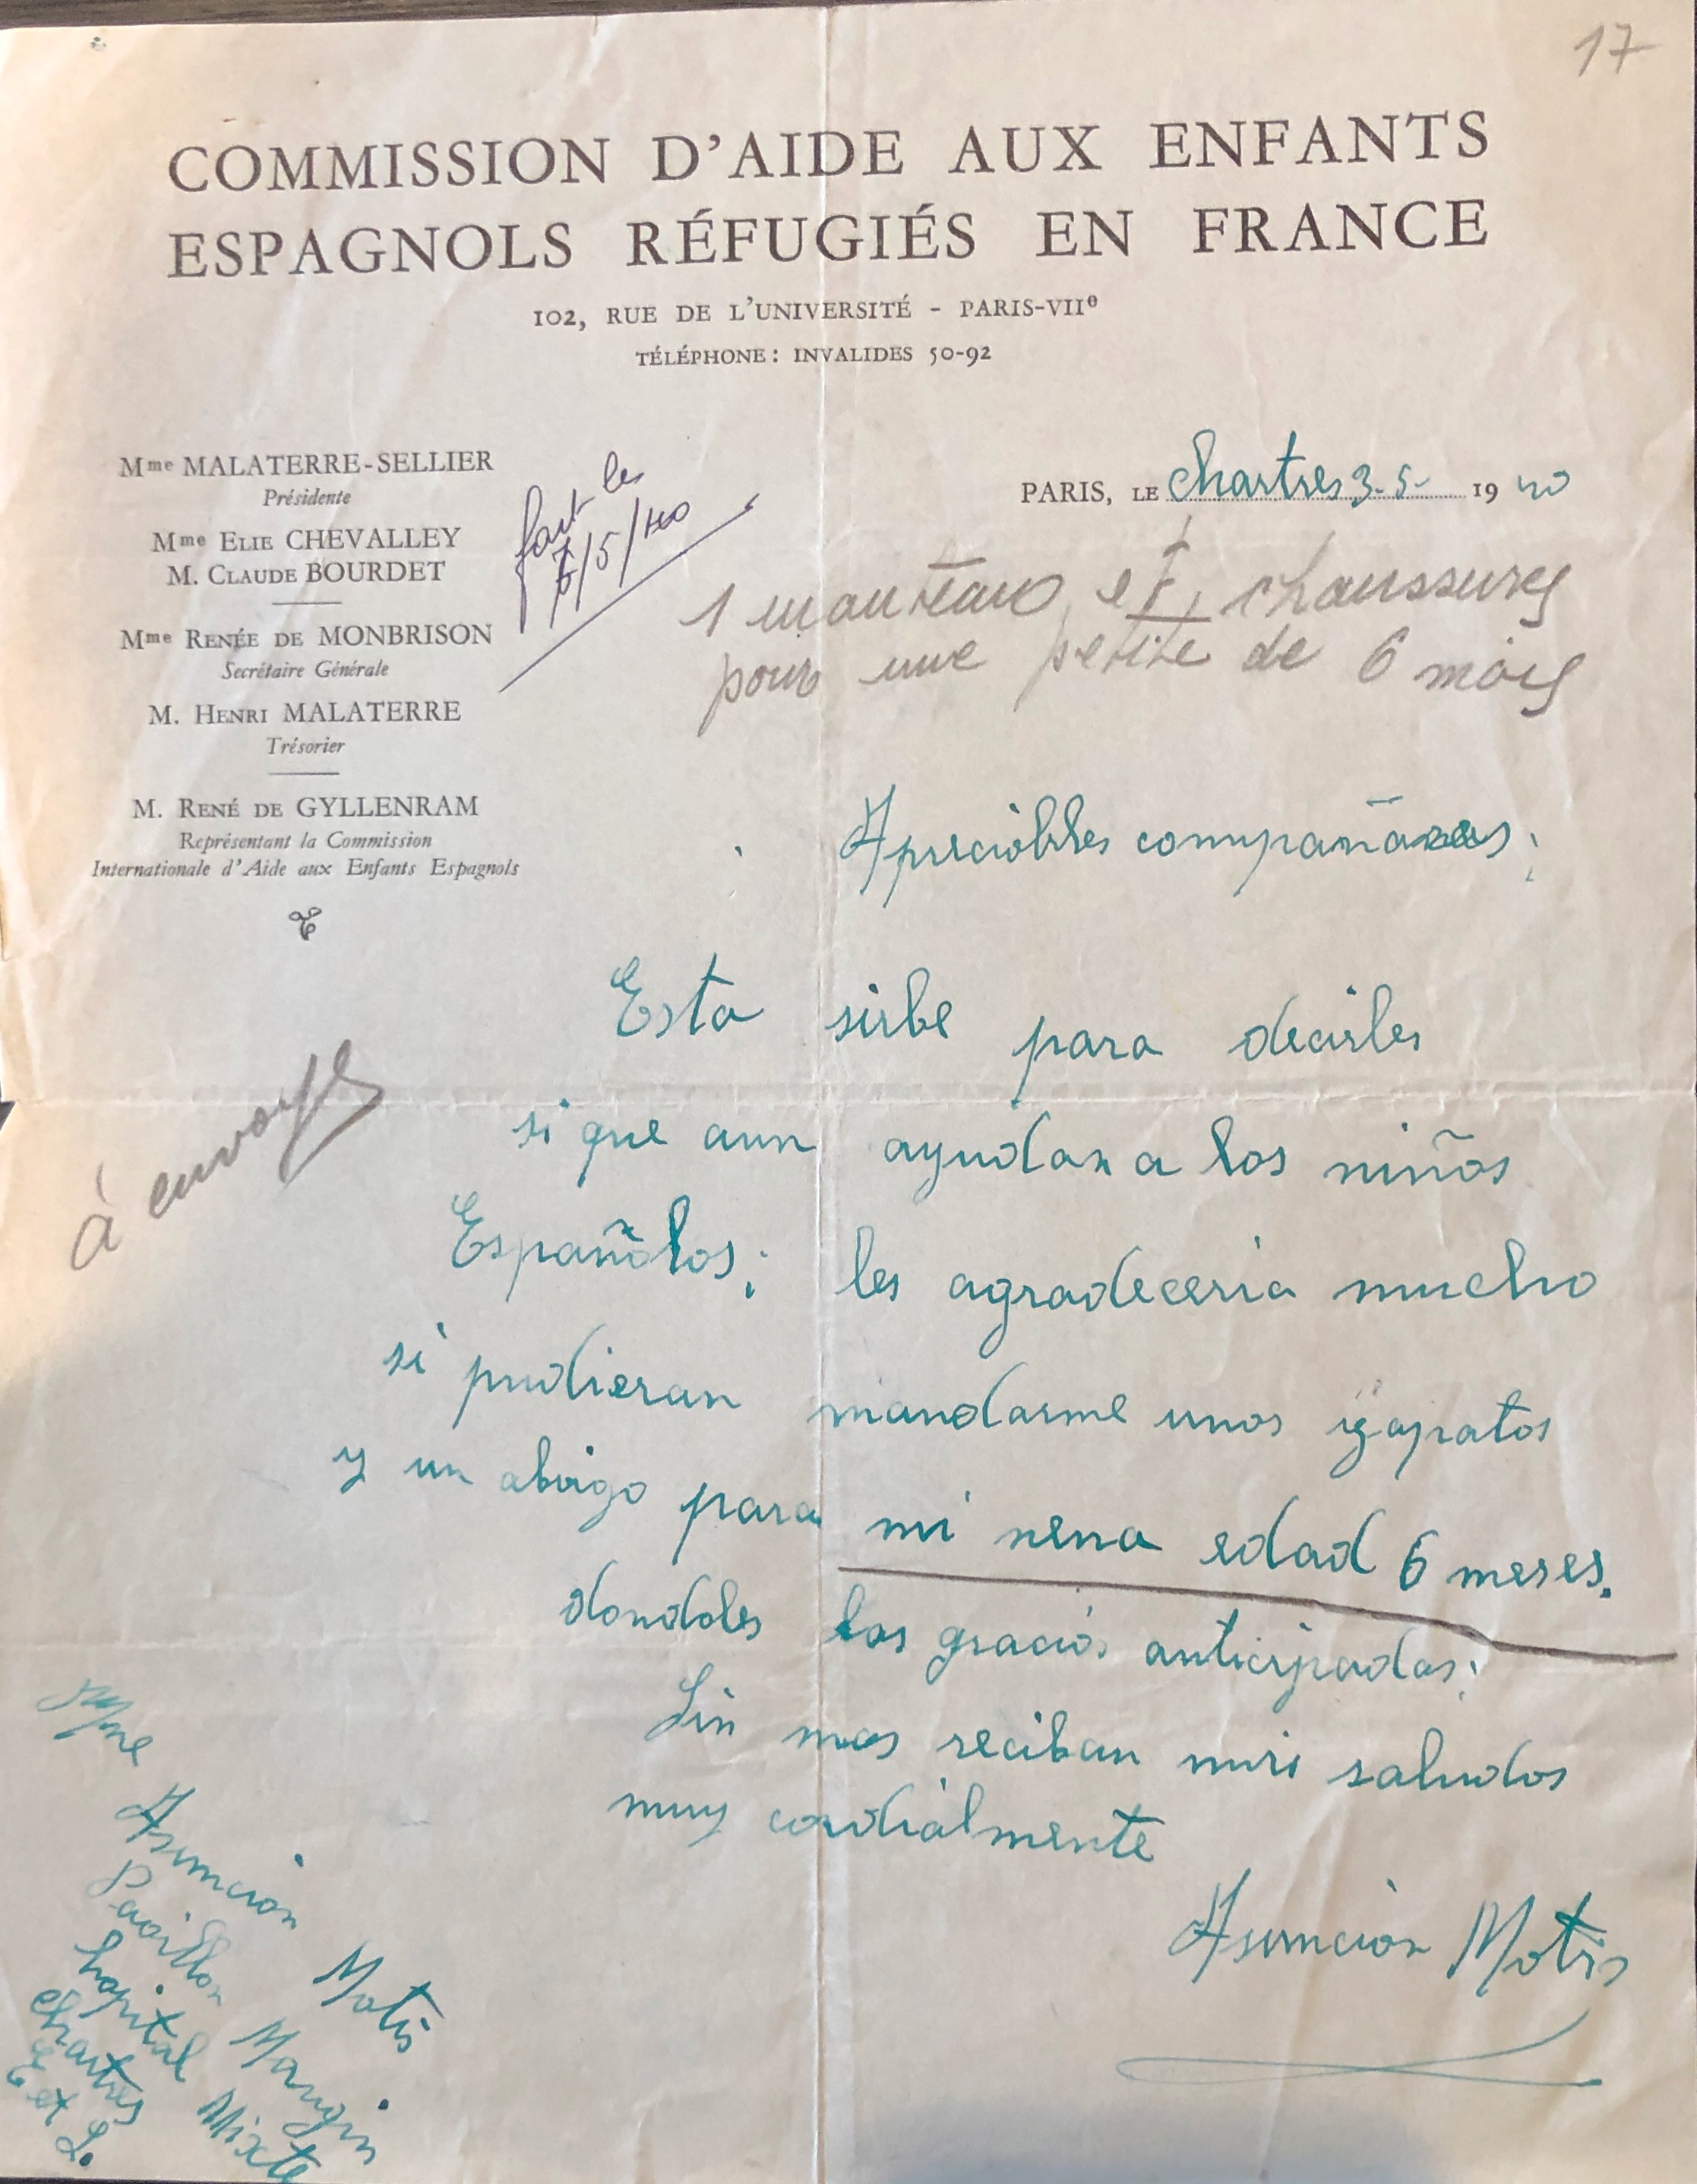 17
COMMISSION D'AIDE AUX ENFANTS
ESPAGNOLS RÉFUGIÉS EN FRANCE
102, RUE DE L'UNIVERSITÉ - PARIS-VIIe
TÉLÉPHONE : INVALIDES 50-92
Mme MALATERRE-SELLIER
Présidente
Mme ELIE CHEVALLEY
M. CLAUDE BOURDET
Mme RENÉE DE MONBRISON
Secrétaire Générale
M. HENRI MALATERRE
Trésorier
M. RENÉ DE GYLLENRAM
Représentant la Commission
Internationale d'Aide aux Enfants Espagnols
fait le
7/5/40
PARIS, LE Chartres 3-5- 1940
1 manteau et chaussures
pour une petite de 6 mois
Apreciables
Esta sirbe para decirles
si que aun ayudan a los niños
Españolos; les agradeceria mucho
si pudieran mandarme unos zapatos
y un abrigo para mi nena edad 6 meses.
dandoles las gracias anticipadas;
Sin mas reciban mis saludos
muy cordialmente
Asuncion Motis
à envoyé
Mme
Asuncion Motis
Pavillon Mangin
hopital Mixte
Chartres
E et L.